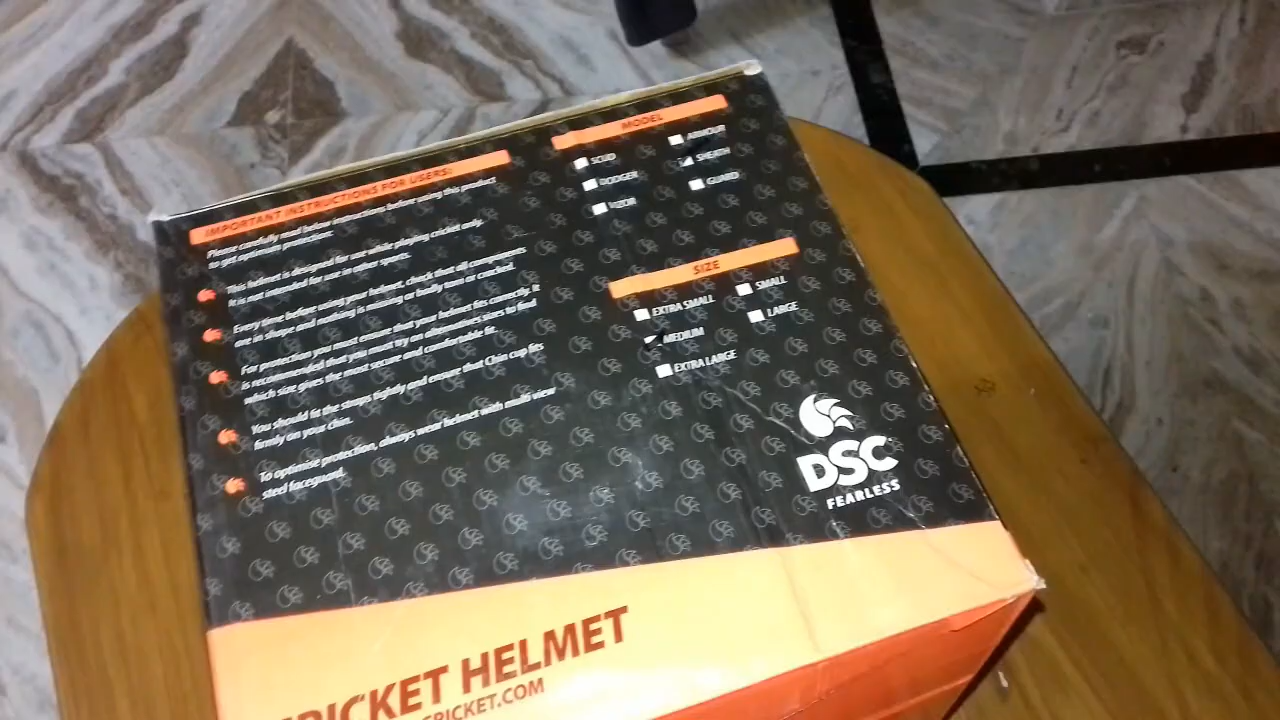 IMPORTANT INSTRUCTIONS FOR USERS:
Please carefully read below instructions before using this product
to get optimum protection.
This helmet is designed for use while playing cricket only.
It is not intended for use in other sports.
Every time before using your helmet, check that all components
are in shape and nothing is missing or badly torn or cracked.
For protection you must ensure that your helmet fits correctly. It
is recommended that you must try on alternatives sizes to find
which size gives the most secure and comfortable fit.
You should fit the straps tightly and ensure that Chin cup fits
firmly on your chin.
To optimise protection, always wear helmet with multi view
steel faceguard.
MODEL
SCUD
ARMOUR
DODGER
SHEATH
VIZOR
GUARD
SIZE
EXTRA SMALL
SMALL
MEDIUM
LARGE
EXTRA LARGE
DSC
FEARLESS
CRICKET HELMET
CRICKET.COM